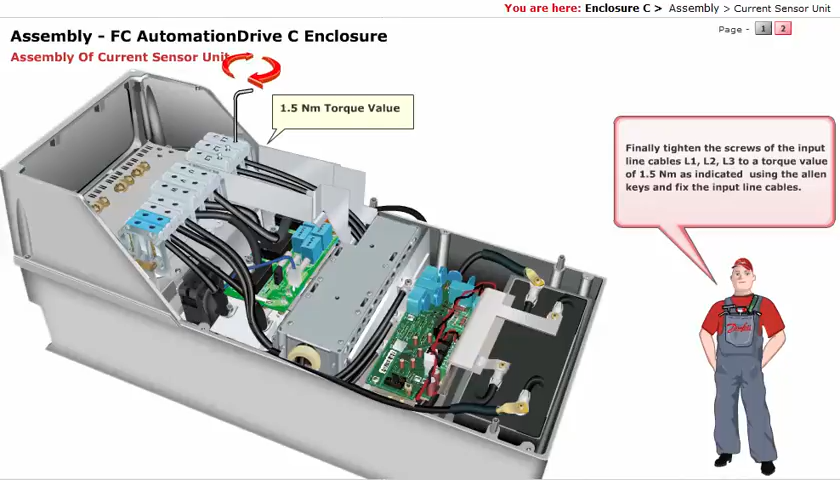 You are here: Enclosure C > Assembly > Current Sensor Unit
Assembly - FC AutomationDrive C Enclosure
Page - 1 2
Assembly Of Current Sensor Unit
1.5 Nm Torque Value
Finally tighten the screws of the input
line cables L1, L2, L3 to a torque value
of 1.5 Nm as indicated using the allen
keys and fix the input line cables.
Danfoss